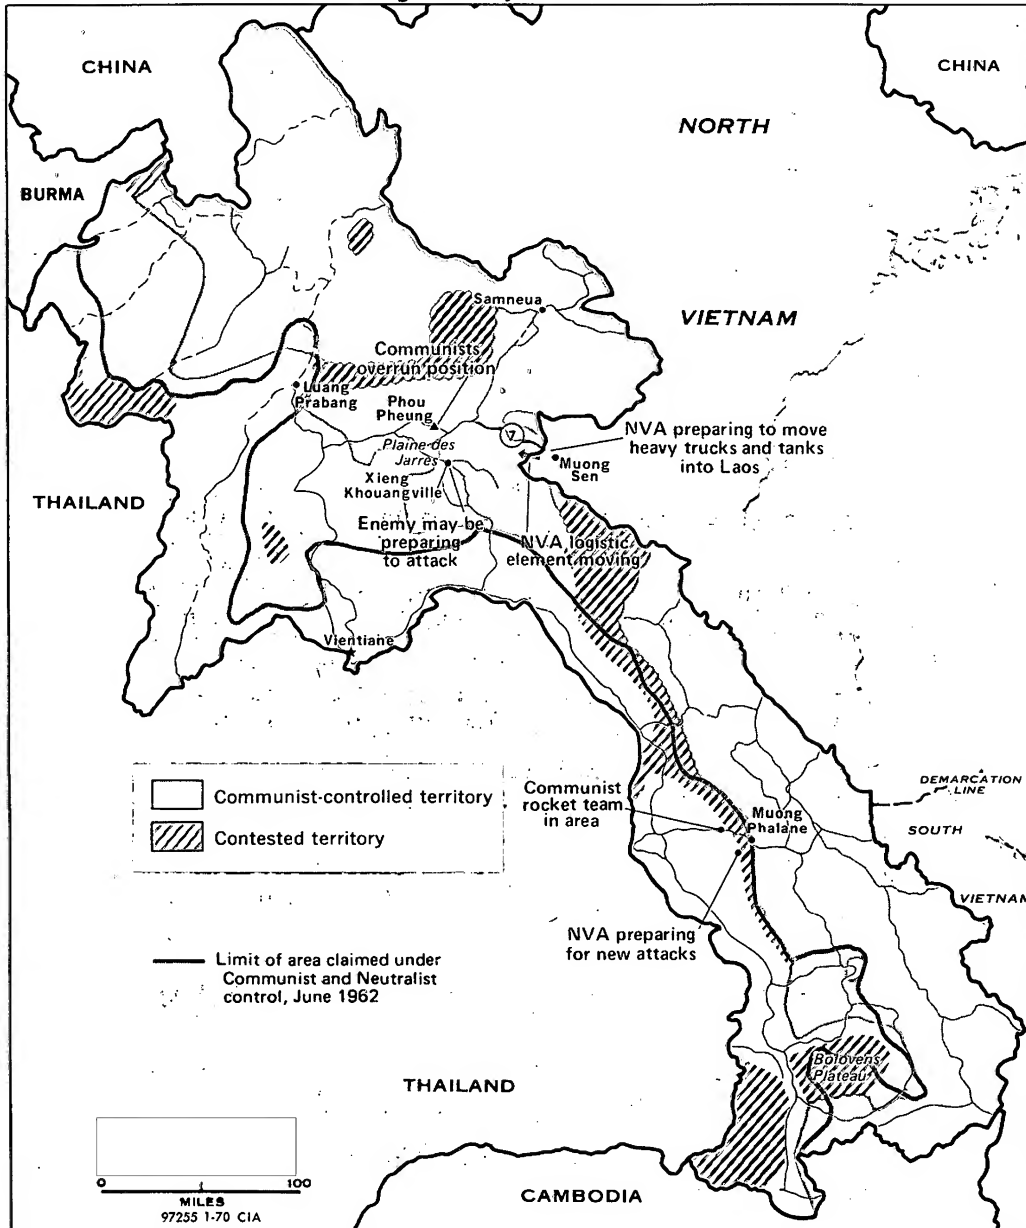 CHINA
CHINA
NORTH
BURMA
Samneua
VIETNAM
Communists
overrun position
Luang
Prabang
Phou
Pheung
7
NVA preparing to move
heavy trucks and tanks
into Laos
Plaine des
Jarres
Muong
Sen
Xieng
Khouangville
THAILAND
Enemy may be
preparing
to attack
NVA logistic
element moving
Vientiane
Communist-controlled territory
Contested territory
Communist
rocket team
in area
Muong
Phalane
DEMARCATION
LINE
SOUTH
VIETNAM
NVA preparing
for new attacks
Limit of area claimed under
Communist and Neutralist
control, June 1962
Bolovens
Plateau
THAILAND
0 1 100
MILES
97255 1-70 CIA
CAMBODIA